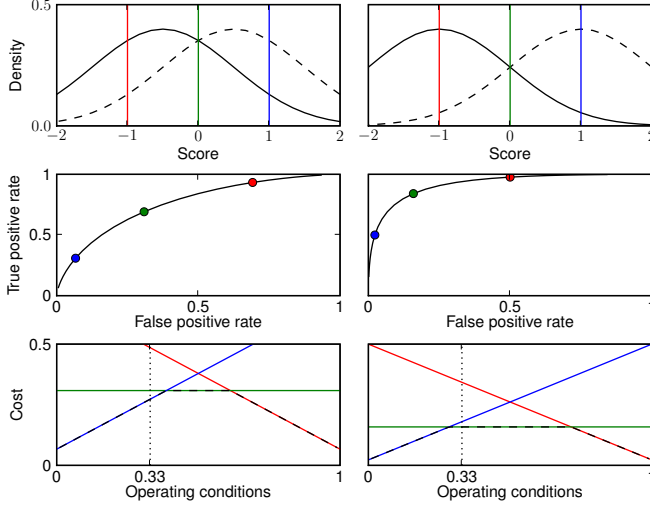 0.5
Density
0.0
−2 −1 0 1 2
Score
−2 −1 0 1 2
Score
1
True positive rate
0.5
0
0 0.5 1
False positive rate
0 0.5 1
False positive rate
0.5
Cost
0
0 0.33 1
Operating conditions
0 0.33 1
Operating conditions